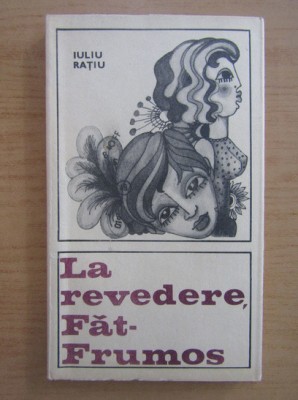 IULIU
RAȚIU
La
revedere,
Făt-
Frumos